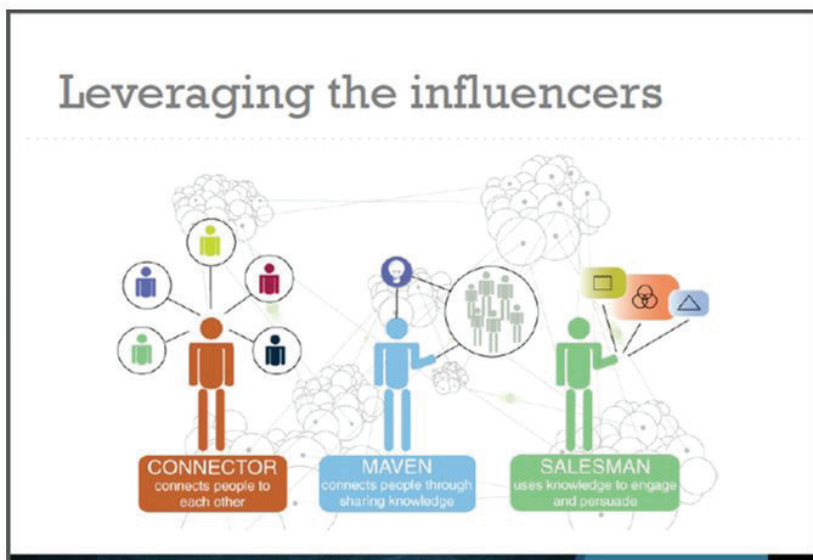 Leveraging the influencers
CONNECTOR
connects people to
each other
MAVEN
connects people through
sharing knowledge
SALESMAN
uses knowledge to engage
and persuade